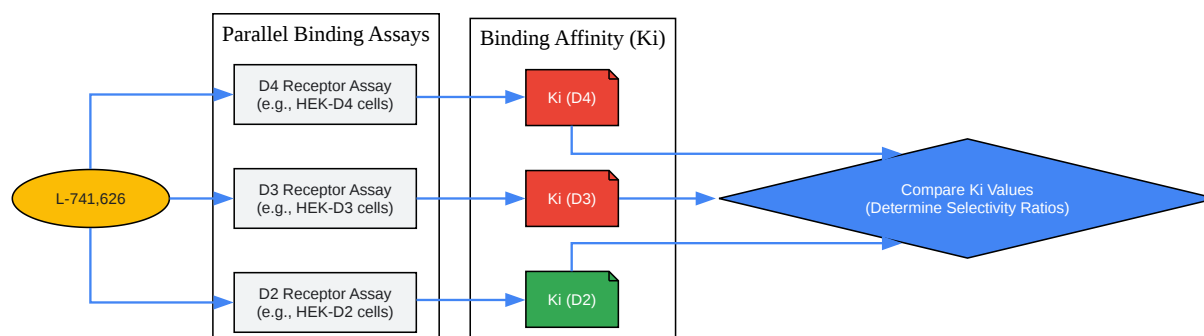 Parallel Binding Assays
Binding Affinity (Ki)
D4 Receptor Assay
(e.g., HEK-D4 cells)
Ki (D4)
L-741,626
D3 Receptor Assay
(e.g., HEK-D3 cells)
Ki (D3)
Compare Ki Values
(Determine Selectivity Ratios)
D2 Receptor Assay
(e.g., HEK-D2 cells)
Ki (D2)